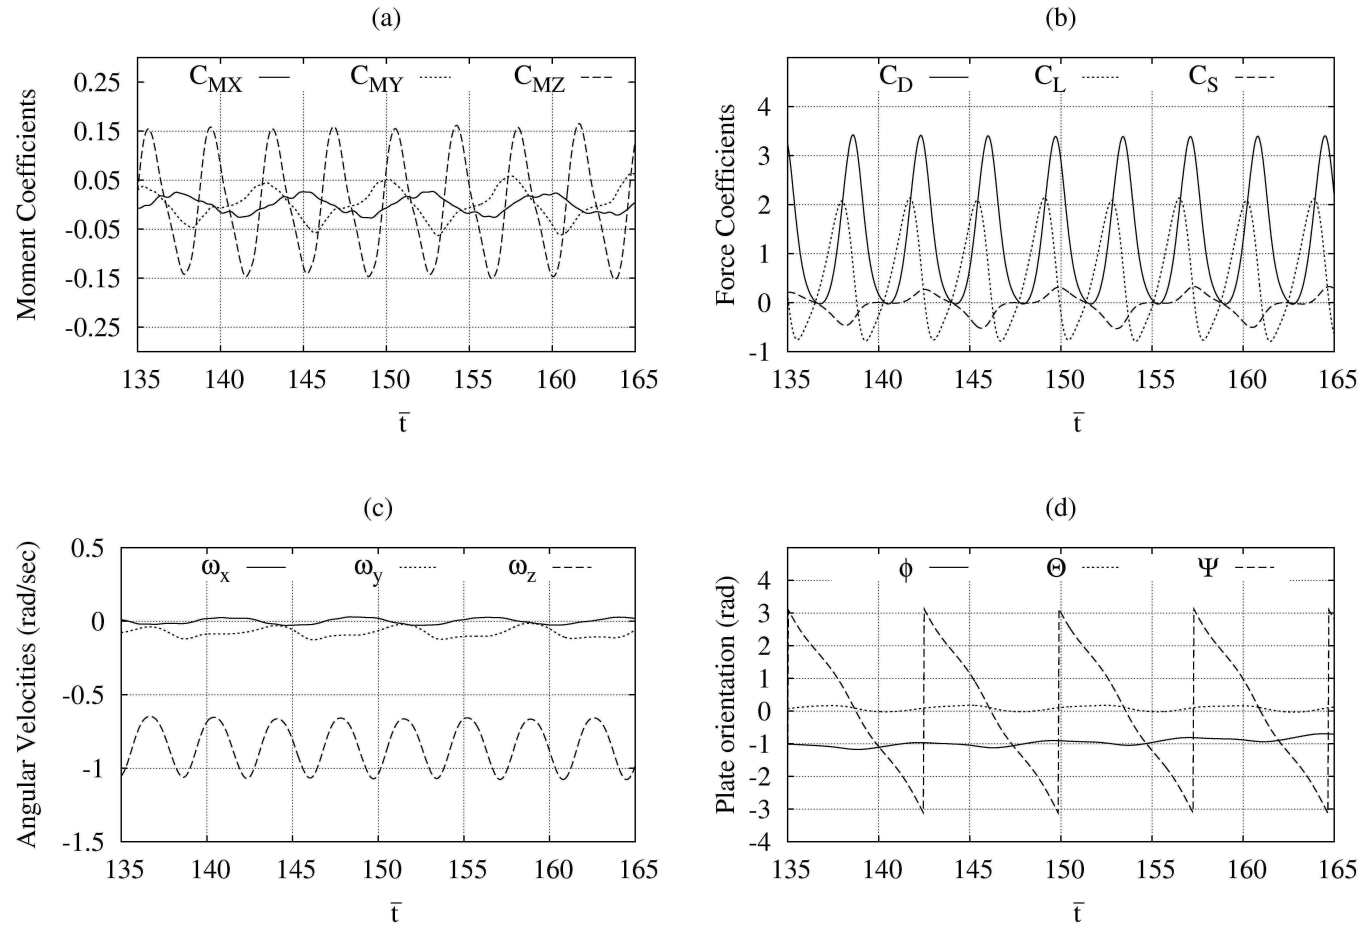 (a)
C_MX C_MY C_MZ
Moment Coefficients
0.25
0.15
0.05
-0.05
-0.15
-0.25
135 140 145 150 155 160 165
t̄
(b)
C_D C_L C_S
Force Coefficients
4
3
2
1
0
-1
135 140 145 150 155 160 165
t̄
(c)
ω_x ω_y ω_z
Angular Velocities (rad/sec)
0.5
0
-0.5
-1
-1.5
135 140 145 150 155 160 165
t̄
(d)
ϕ Θ Ψ
Plate orientation (rad)
4
3
2
1
0
-1
-2
-3
-4
135 140 145 150 155 160 165
t̄